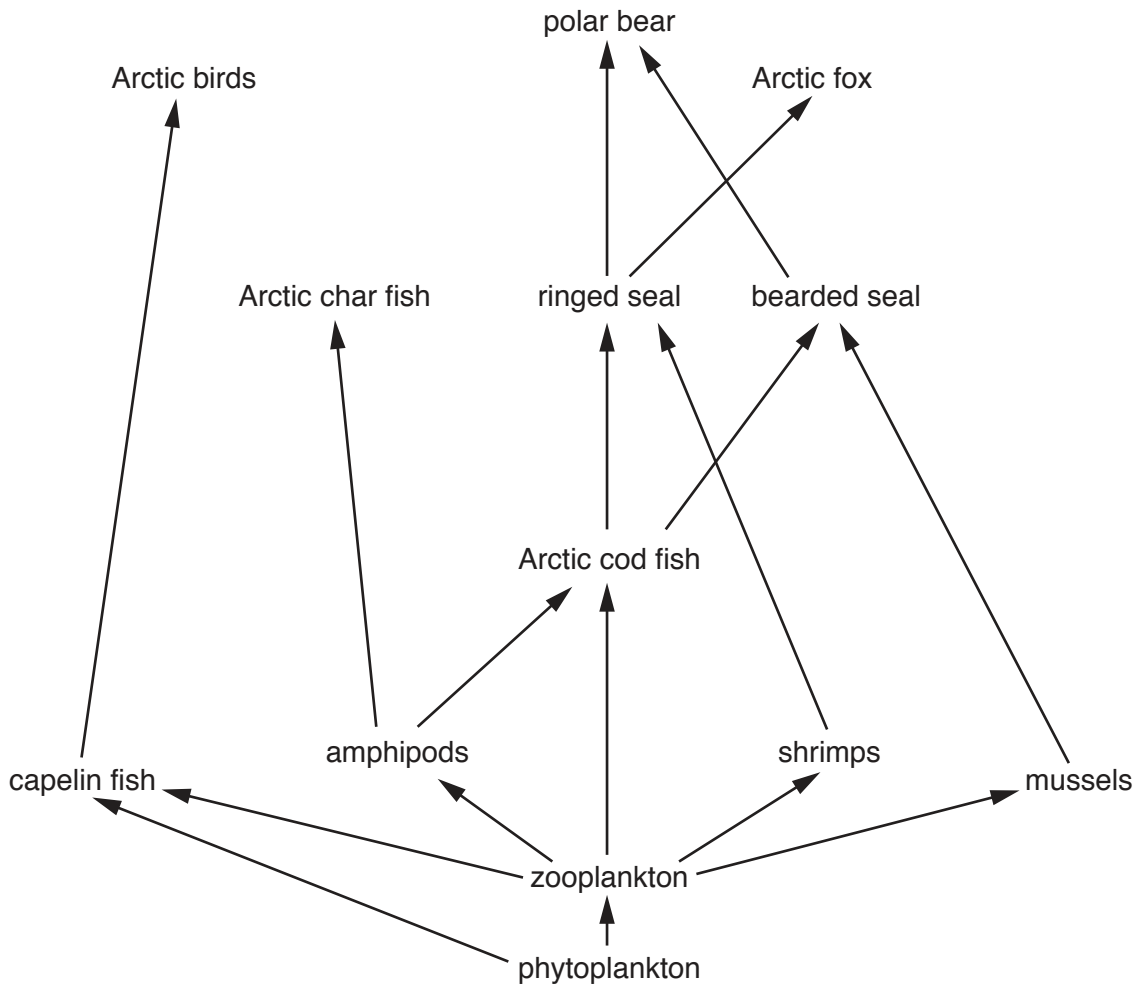 polar bear
Arctic birds
Arctic fox
Arctic char fish
ringed seal
bearded seal
Arctic cod fish
amphipods
shrimps
capelin fish
mussels
zooplankton
phytoplankton